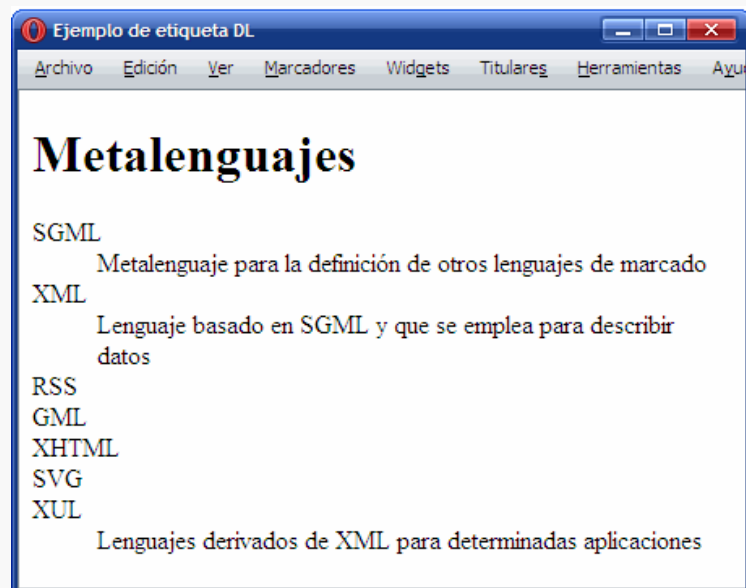 Ejemplo de etiqueta DL
Archivo Edición Ver Marcadores Widgets Titulares Herramientas
Metalenguajes
SGML
Metalenguaje para la definición de otros lenguajes de marcado
XML
Lenguaje basado en SGML y que se emplea para describir
datos
RSS
GML
XHTML
SVG
XUL
Lenguajes derivados de XML para determinadas aplicaciones